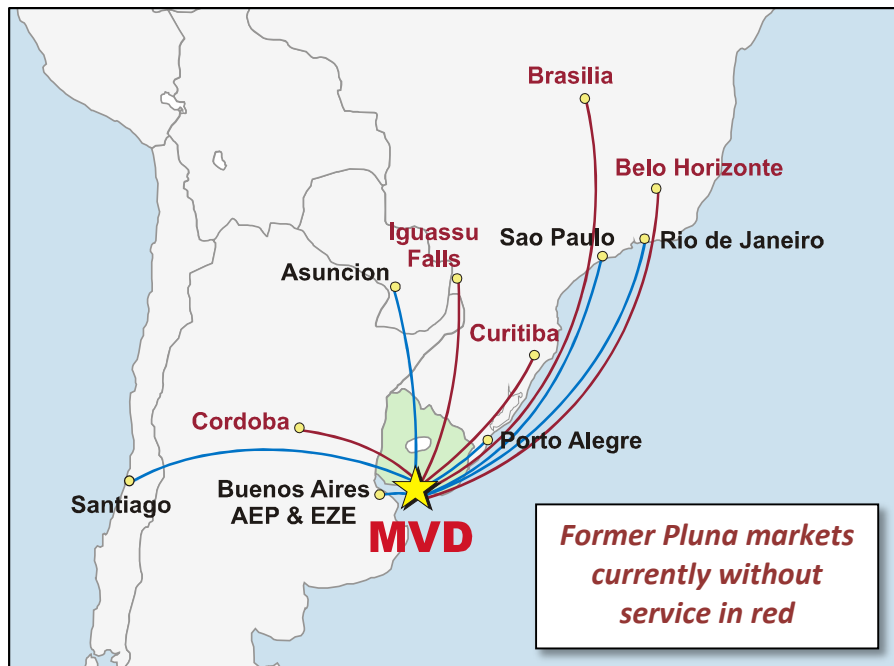 Brasilia
Belo Horizonte
Iguassu
Falls
Sao Paulo
Rio de Janeiro
Asuncion
Curitiba
Cordoba
Porto Alegre
Santiago
Buenos Aires
AEP & EZE
MVD
Former Pluna markets
currently without
service in red